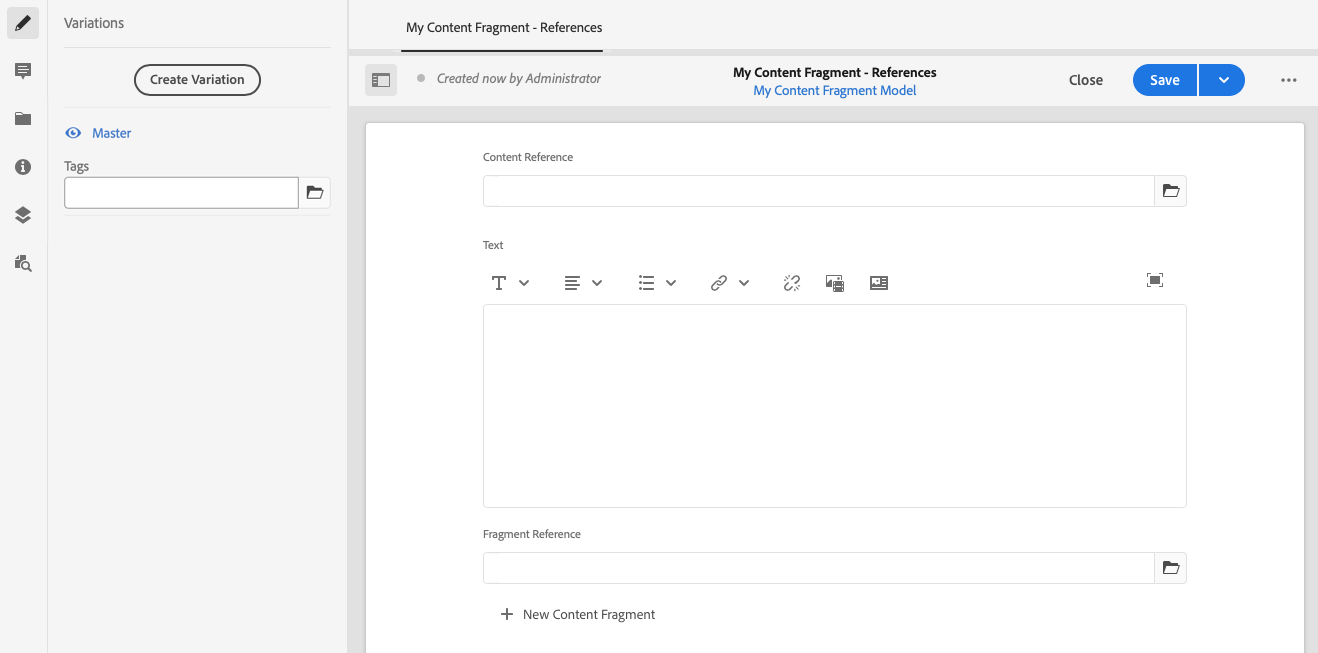 Variations
Create Variation
Master
Tags
My Content Fragment - References
Created now by Administrator
My Content Fragment - References
My Content Fragment Model
Close
Save
Content Reference
Text
Fragment Reference
New Content Fragment